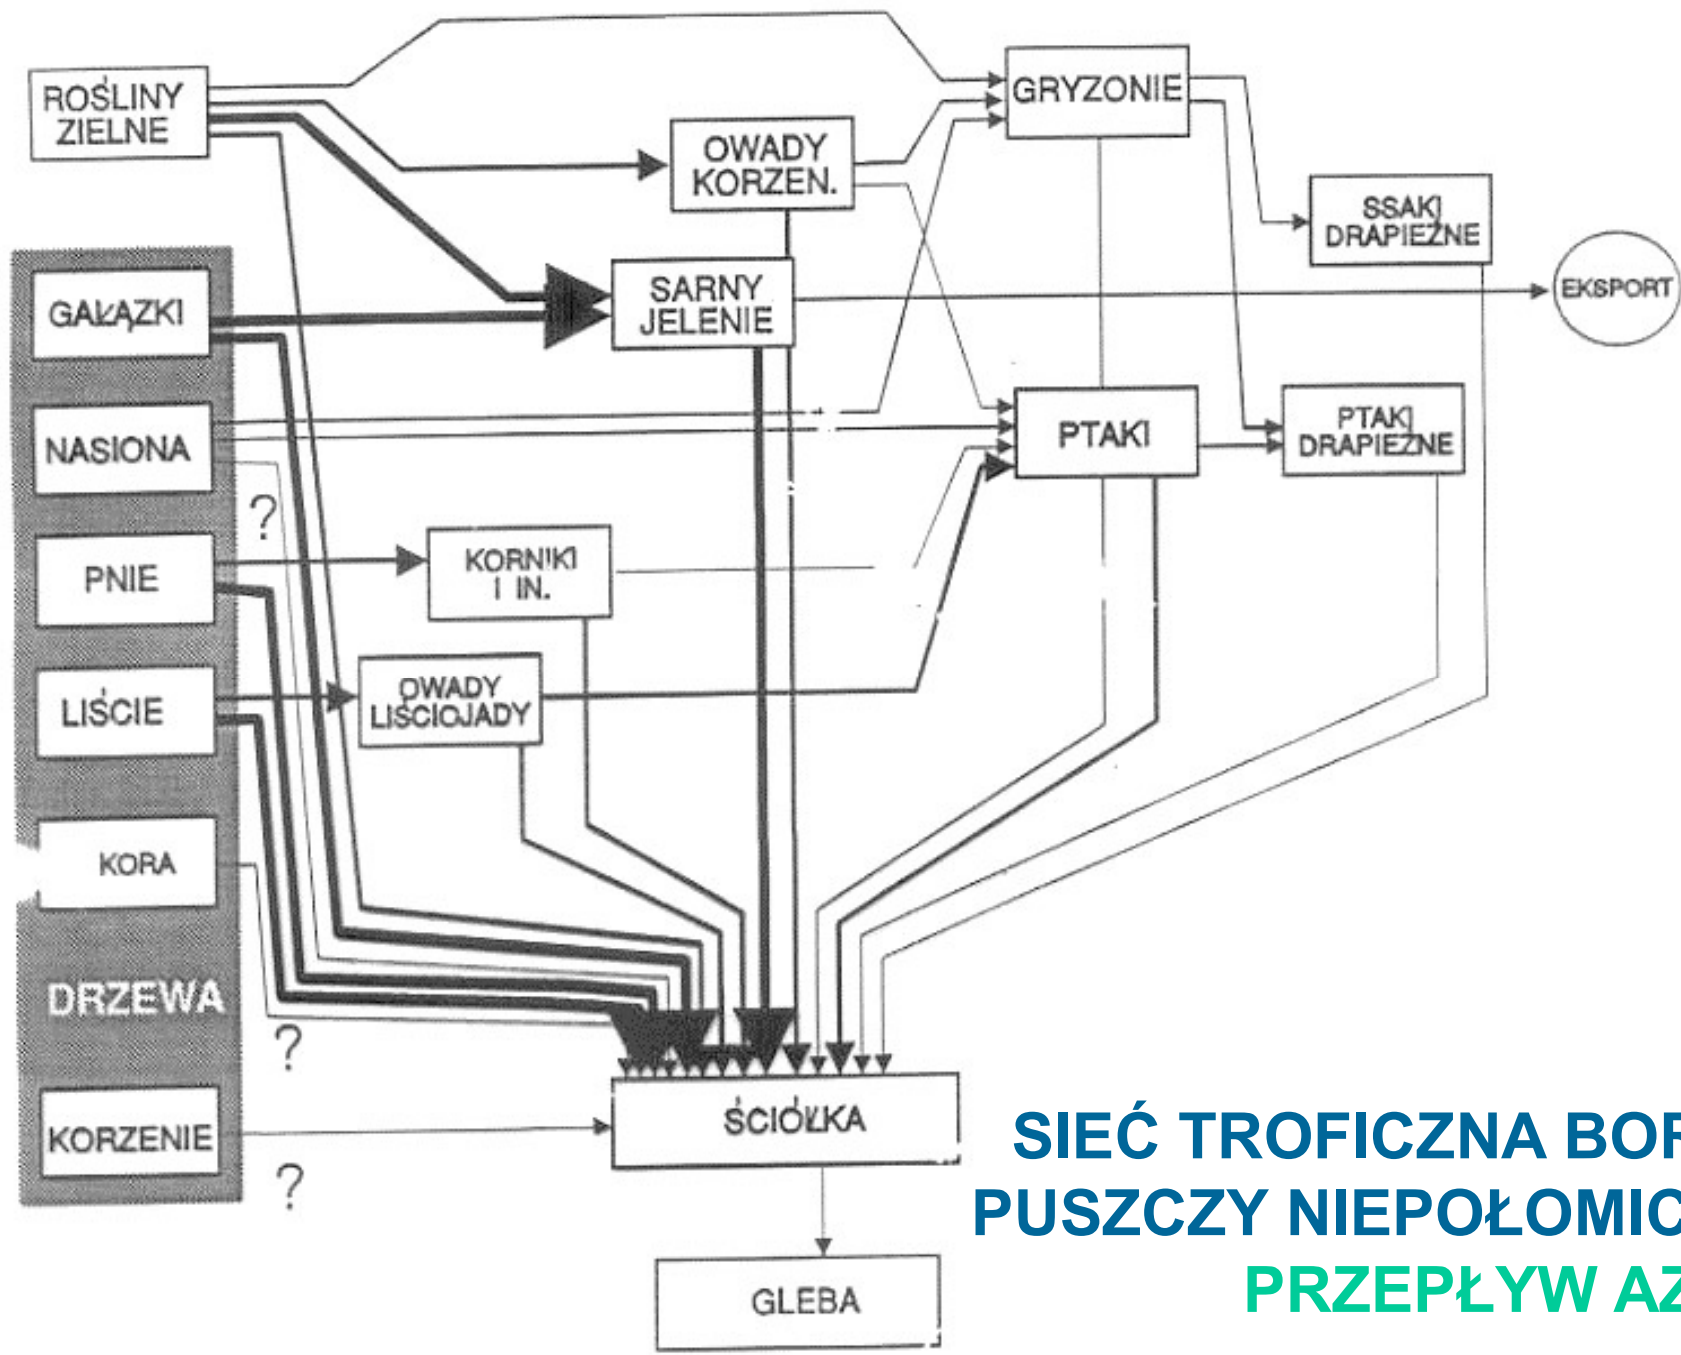 ROŚLINY
ZIELNE
GRYZONIE
OWADY
KORZEN.
SSAKI
DRAPIEŻNE
GAŁĄZKI
SARNY
JELENIE
EKSPORT
NASIONA
PTAKI
PTAKI
DRAPIEŻNE
?
PNIE
KORNIKI
I IN.
LIŚCIE
OWADY
LIŚCIOJADY
KORA
DRZEWA
?
KORZENIE
ŚCIÓŁKA
?
GLEBA
SIEĆ TROFICZNA BOR
PUSZCZY NIEPOŁOMIC
PRZEPŁYW AZ